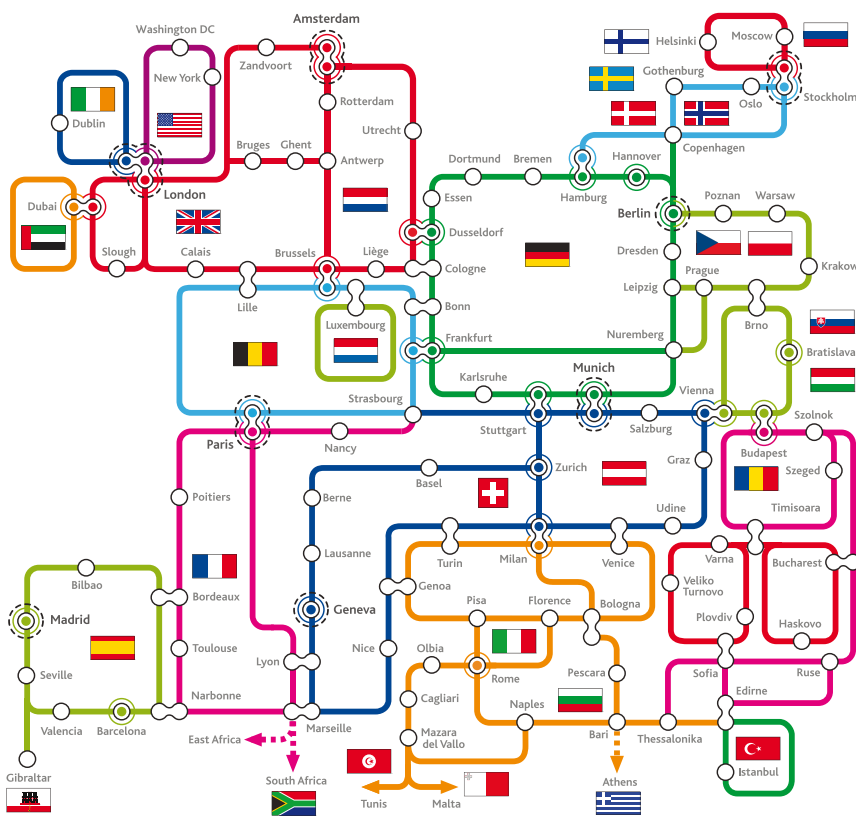 Amsterdam
Washington DC
Moscow
Helsinki
Zandvoort
Gothenburg
New York
Oslo
Stockholm
Rotterdam
Dublin
Utrecht
Copenhagen
Bruges
Ghent
Antwerp
Dortmund
Bremen
Hannover
London
Essen
Hamburg
Poznan
Warsaw
Dubai
Berlin
Dusseldorf
Dresden
Slough
Calais
Brussels
Liège
Cologne
Prague
Krakow
Leipzig
Lille
Bonn
Luxembourg
Brno
Frankfurt
Nuremberg
Bratislava
Munich
Karlsruhe
Strasbourg
Vienna
Paris
Stuttgart
Salzburg
Szolnok
Nancy
Budapest
Graz
Basel
Zurich
Szeged
Poitiers
Berne
Udine
Timisoara
Lausanne
Turin
Milan
Venice
Varna
Bucharest
Bilbao
Genoa
Veliko
Turnovo
Bordeaux
Pisa
Florence
Bologna
Madrid
Geneva
Plovdiv
Haskovo
Toulouse
Nice
Olbia
Lyon
Rome
Pescara
Sofia
Ruse
Seville
Narbonne
Cagliari
Naples
Edirne
Valencia
Barcelona
Marseille
Mazara
del Vallo
Bari
Thessalonika
East Africa
Gibraltar
South Africa
Istanbul
Tunis
Malta
Athens